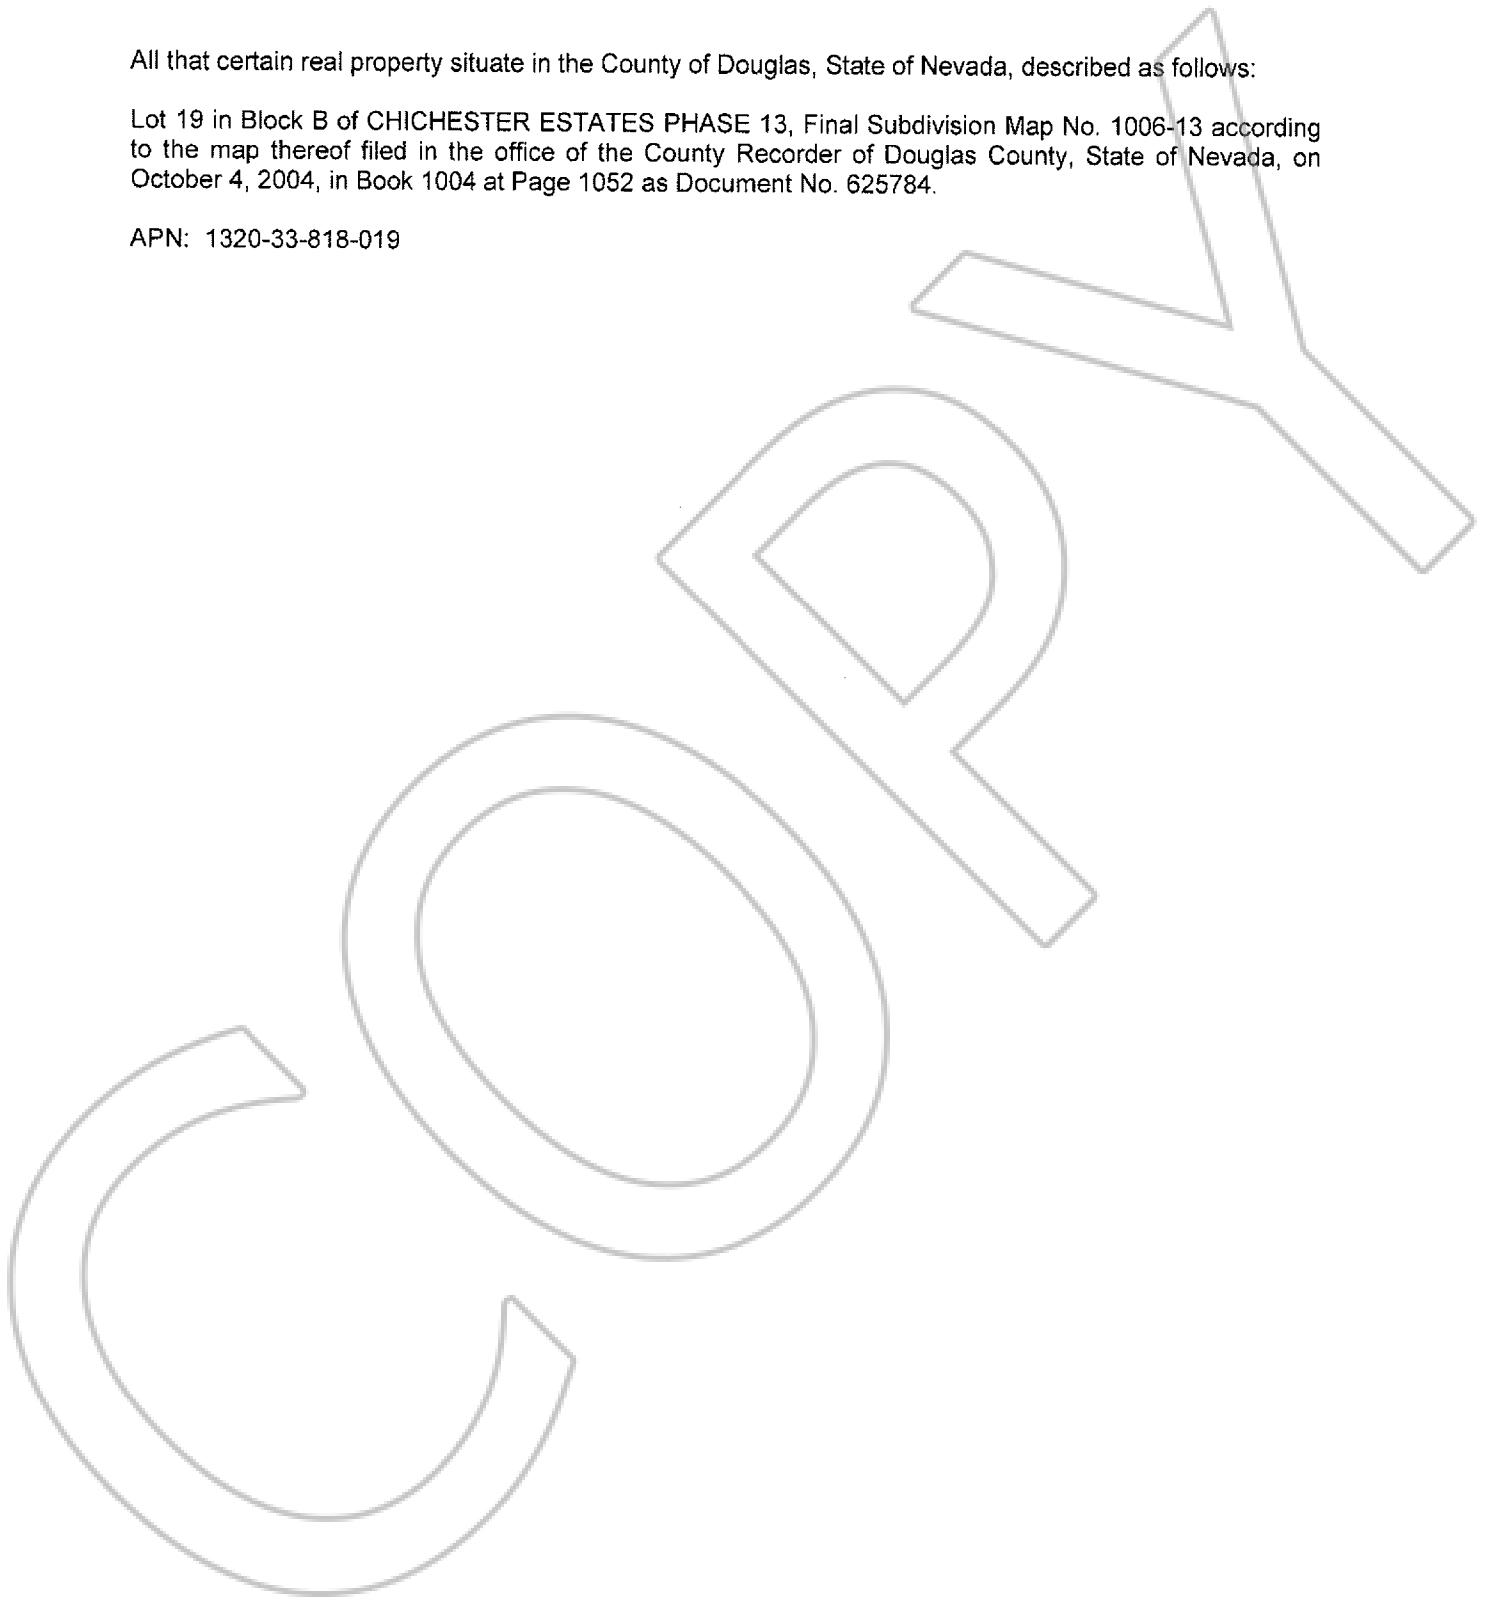 All that certain real property situate in the County of Douglas, State of Nevada, described as follows:
Lot 19 in Block B of CHICHESTER ESTATES PHASE 13, Final Subdivision Map No. 1006-13 according
to the map thereof filed in the office of the County Recorder of Douglas County, State of Nevada, on
October 4, 2004, in Book 1004 at Page 1052 as Document No. 625784.
APN: 1320-33-818-019
COPY